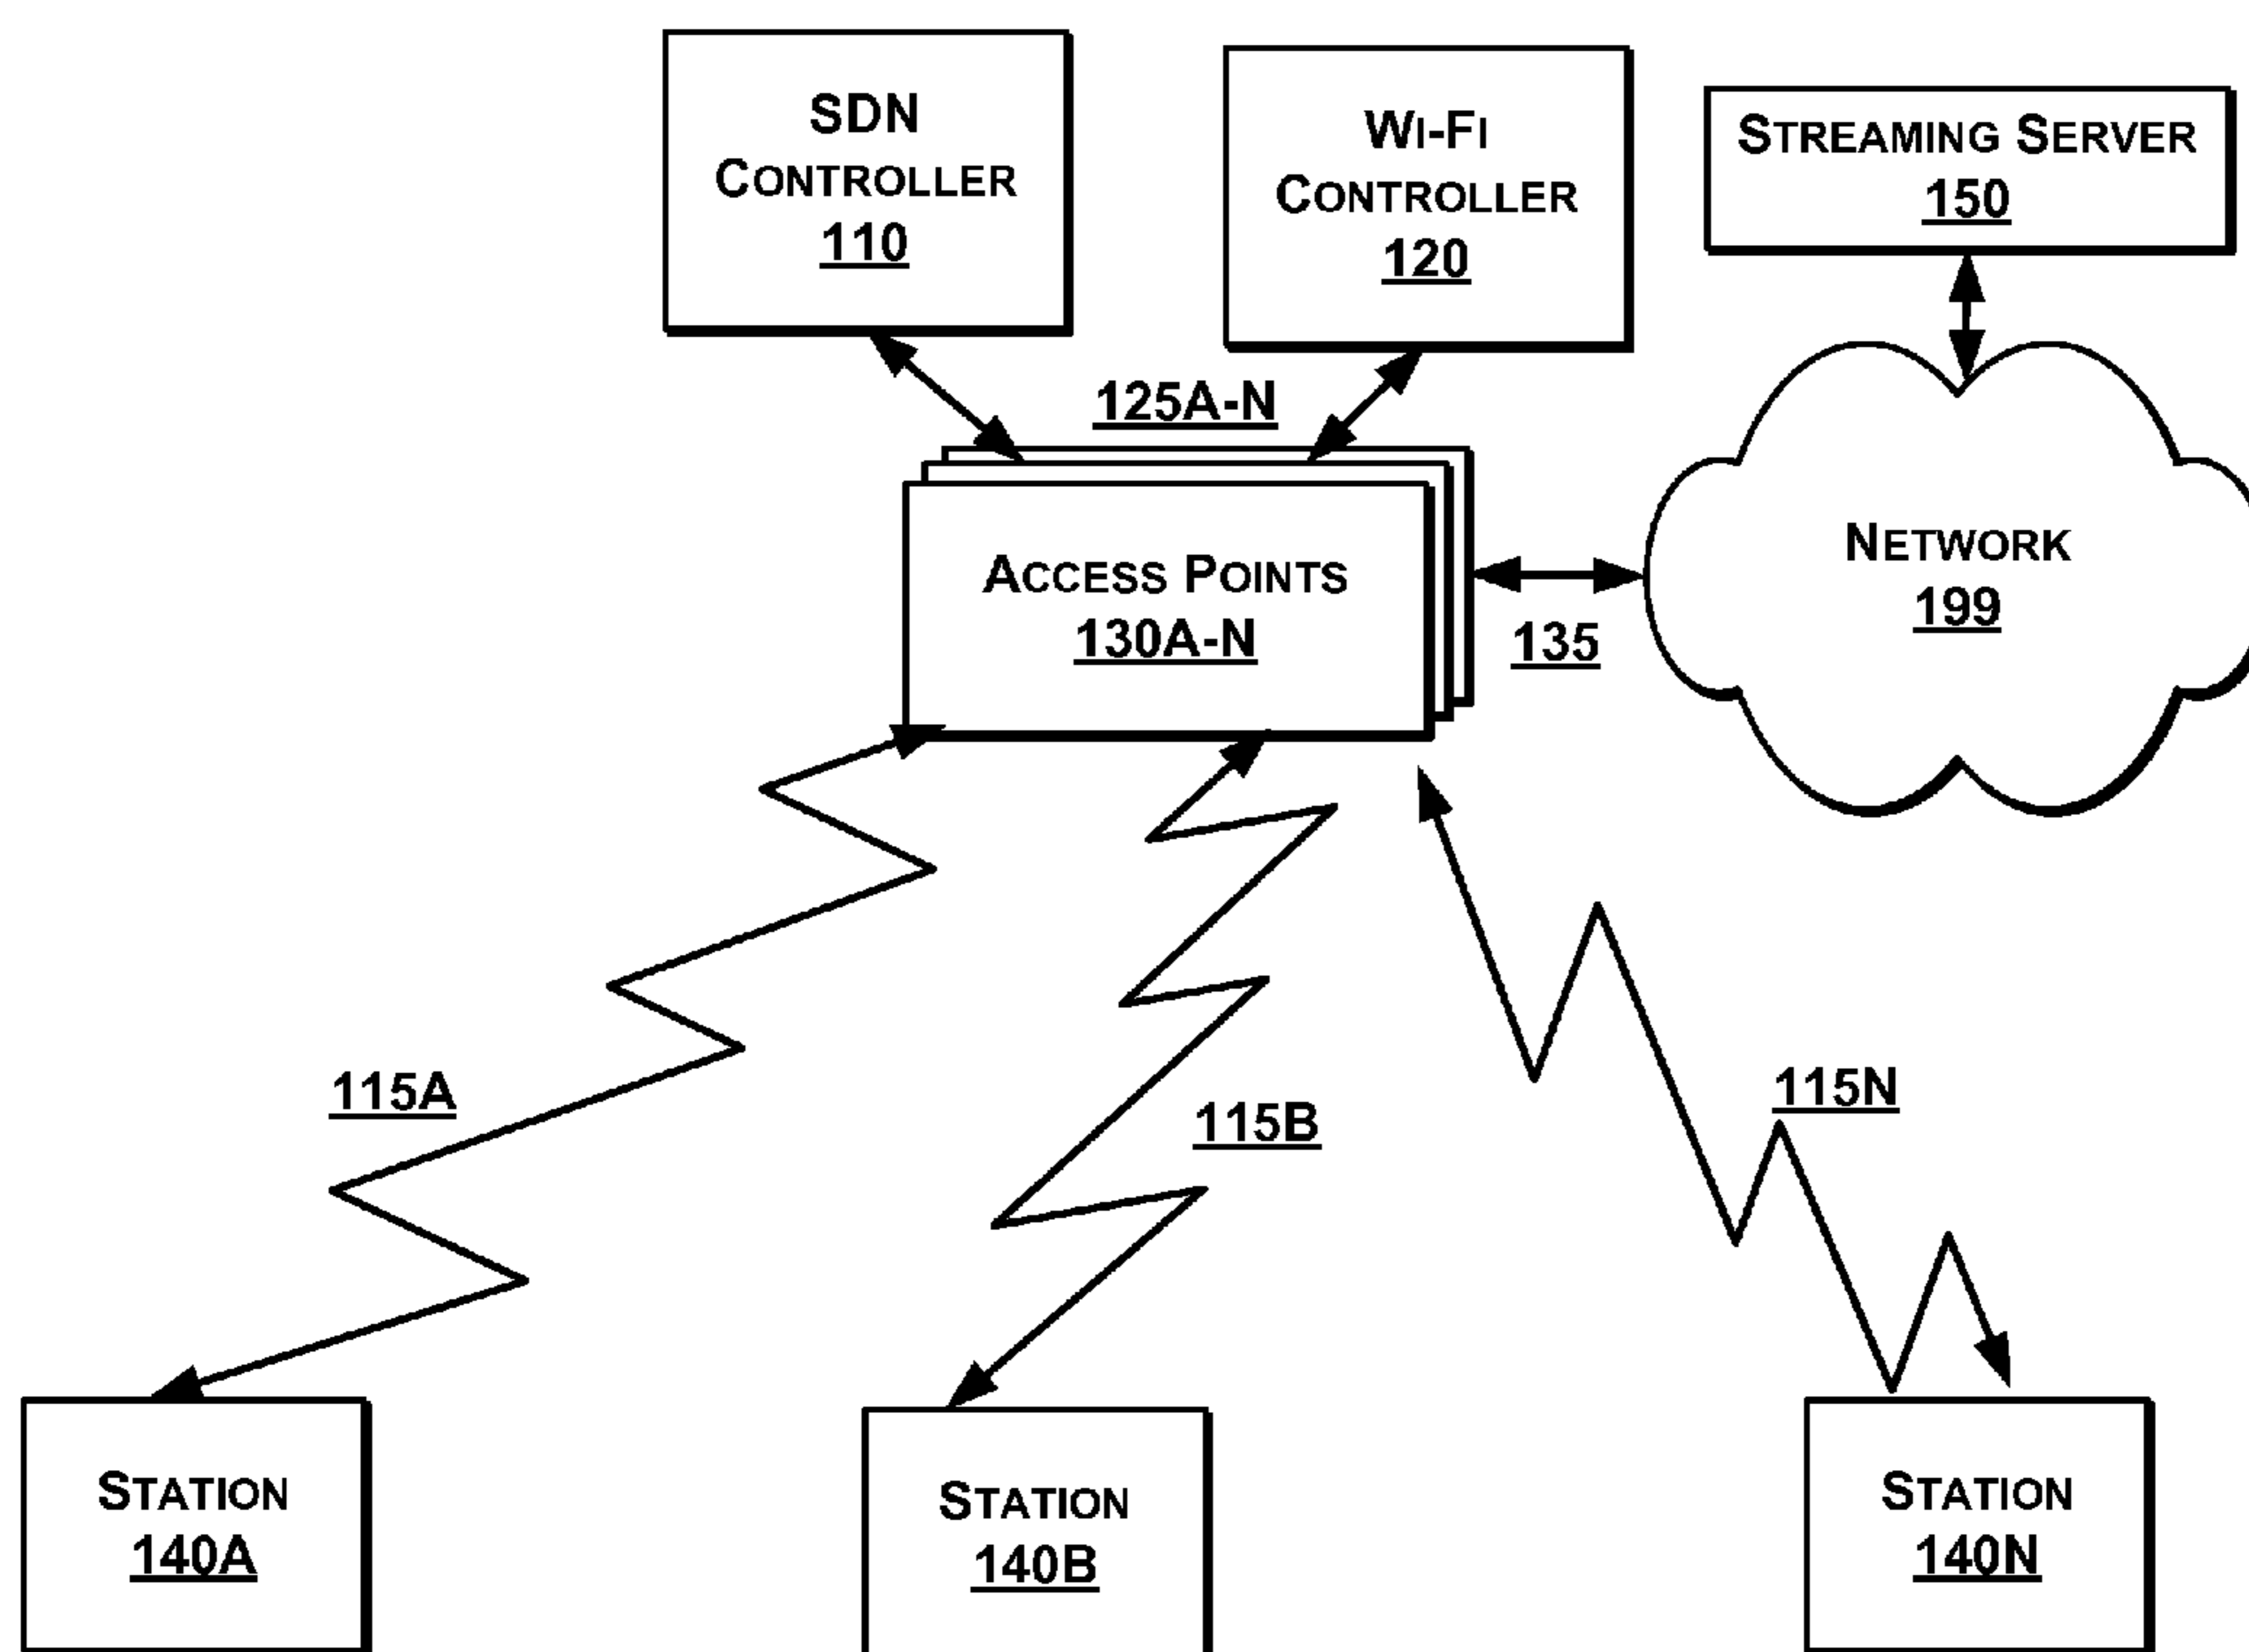 SDN
CONTROLLER
110
WI-FI
CONTROLLER
120
STREAMING SERVER
150
125A-N
ACCESS POINTS
130A-N
135
NETWORK
199
115A
115B
115N
STATION
140A
STATION
140B
STATION
140N